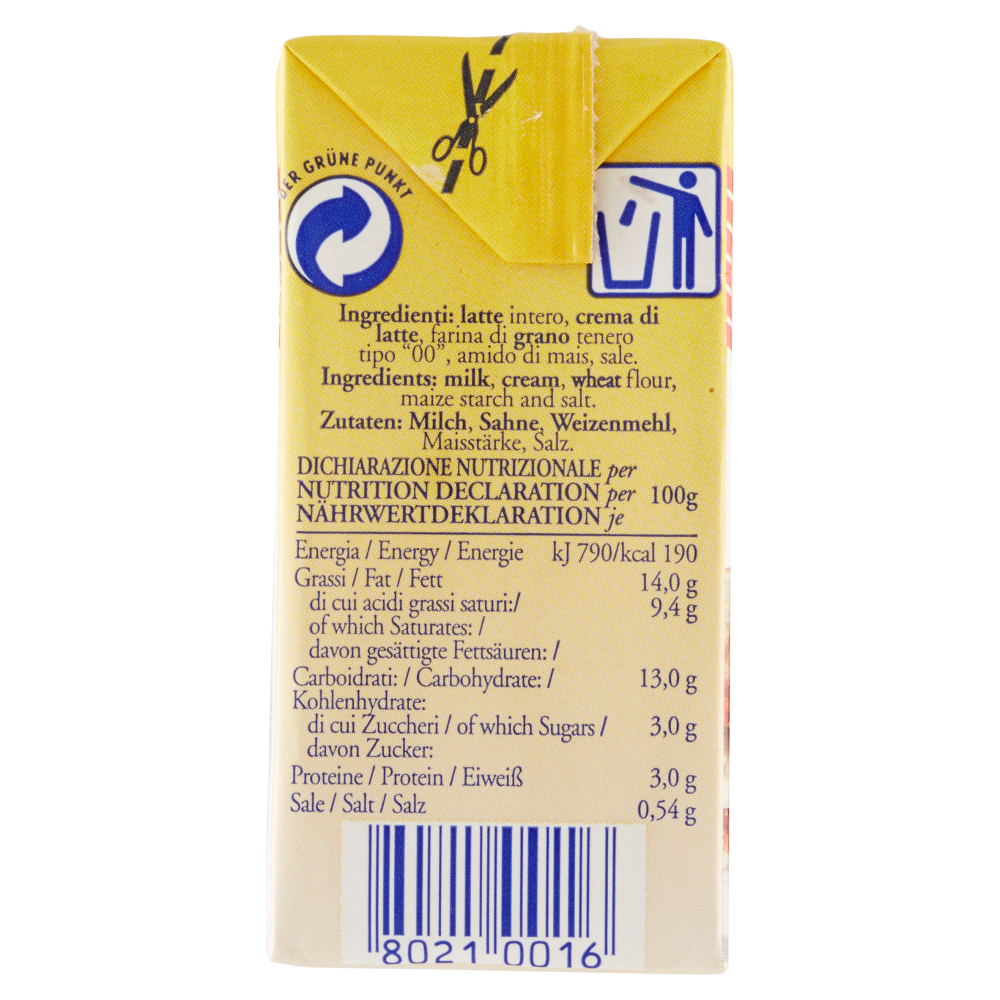 DER GRÜNE PUNKT
Ingredienti: latte intero, crema di
latte, farina di grano tenero
tipo “00”, amido di mais, sale.
Ingredients: milk, cream, wheat flour,
maize starch and salt.
Zutaten: Milch, Sahne, Weizenmehl,
Maisstärke, Salz.
DICHIARAZIONE NUTRIZIONALE per
NUTRITION DECLARATION per 100g
NÄHRWERTDEKLARATION je
Energia / Energy / Energie kJ 790/kcal 190
Grassi / Fat / Fett 14,0 g
di cui acidi grassi saturi:/ 9,4 g
of which Saturates: /
davon gesättigte Fettsäuren: /
Carboidrati: / Carbohydrate: / 13,0 g
Kohlenhydrate:
di cui Zuccheri / of which Sugars / 3,0 g
davon Zucker:
Proteine / Protein / Eiweiß 3,0 g
Sale / Salt / Salz 0,54 g
8021 0016